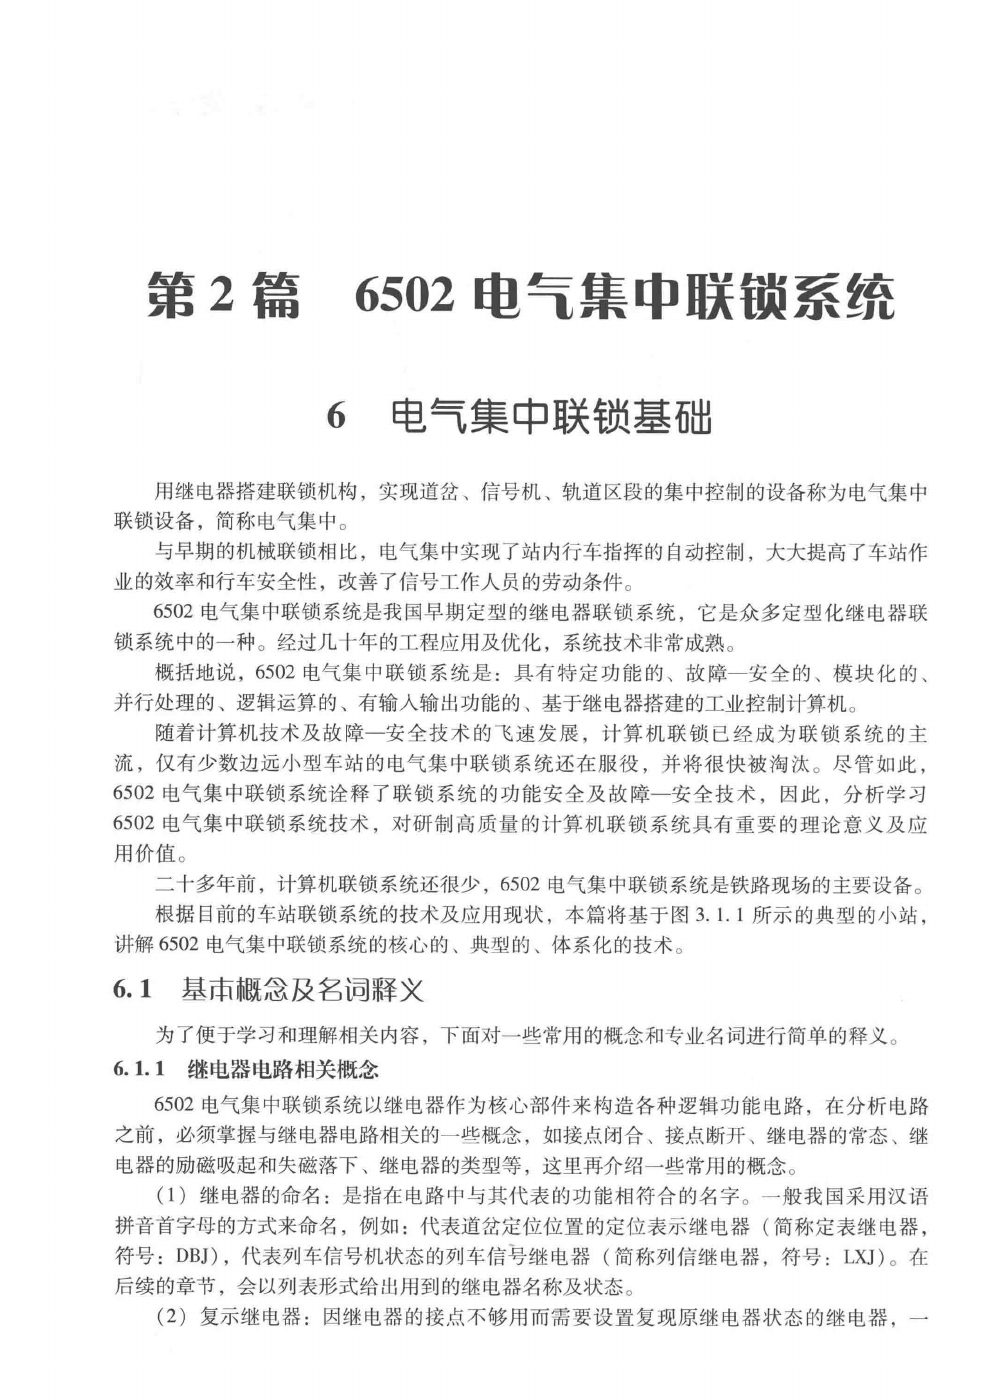 第 2 篇　6502 电气集中联锁系统
6　电气集中联锁基础
用继电器搭建联锁机构，实现道岔、信号机、轨道区段的集中控制的设备称为电气集中
联锁设备，简称电气集中。
与早期的机械联锁相比，电气集中实现了站内行车指挥的自动控制，大大提高了车站作
业的效率和行车安全性，改善了信号工作人员的劳动条件。
6502 电气集中联锁系统是我国早期定型的继电器联锁系统，它是众多定型化继电器联
锁系统中的一种。经过几十年的工程应用及优化，系统技术非常成熟。
概括地说，6502 电气集中联锁系统是：具有特定功能的、故障—安全的、模块化的、
并行处理的、逻辑运算的、有输入输出功能的、基于继电器搭建的工业控制计算机。
随着计算机技术及故障—安全技术的飞速发展，计算机联锁已经成为联锁系统的主
流，仅有少数边远小型车站的电气集中联锁系统还在服役，并将很快被淘汰。尽管如此，
6502 电气集中联锁系统诠释了联锁系统的功能安全及故障—安全技术，因此，分析学习
6502 电气集中联锁系统技术，对研制高质量的计算机联锁系统具有重要的理论意义及应
用价值。
二十多年前，计算机联锁系统还很少，6502 电气集中联锁系统是铁路现场的主要设备。
根据目前的车站联锁系统的技术及应用现状，本篇将基于图 3. 1. 1 所示的典型的小站，
讲解 6502 电气集中联锁系统的核心的、典型的、体系化的技术。
6. 1　基本概念及名词释义
为了便于学习和理解相关内容，下面对一些常用的概念和专业名词进行简单的释义。
6. 1. 1　继电器电路相关概念
6502 电气集中联锁系统以继电器作为核心部件来构造各种逻辑功能电路，在分析电路
之前，必须掌握与继电器电路相关的一些概念，如接点闭合、接点断开、继电器的常态、继
电器的励磁吸起和失磁落下、继电器的类型等，这里再介绍一些常用的概念。
（1）继电器的命名：是指在电路中与其代表的功能相符合的名字。一般我国采用汉语
拼音首字母的方式来命名，例如：代表道岔定位位置的定位表示继电器（简称定表继电器，
符号：DBJ），代表列车信号机状态的列车信号继电器（简称列信继电器，符号：LXJ）。在
后续的章节，会以列表形式给出用到的继电器名称及状态。
（2）复示继电器：因继电器的接点不够用而需要设置复现原继电器状态的继电器，一